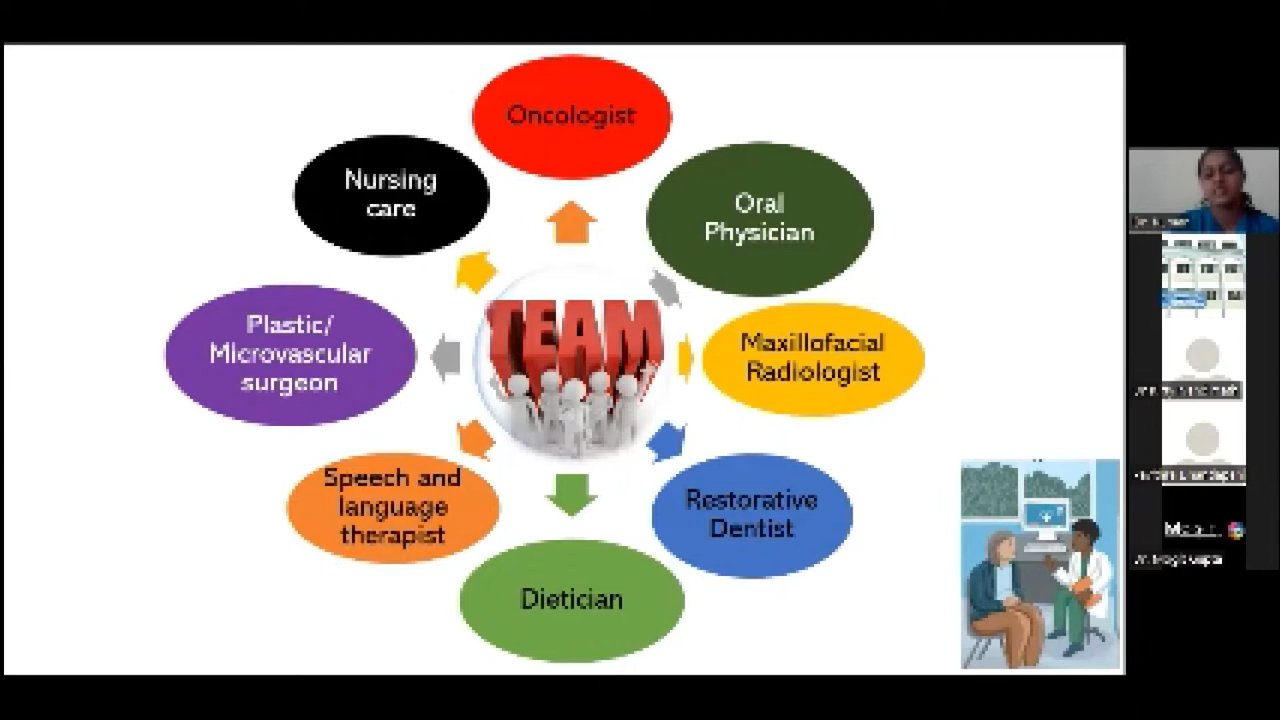 Oncologist
Nursing
care
Oral
Physician
Plastic/
Microvascular
surgeon
TEAM
Maxillofacial
Radiologist
Speech and
language
therapist
Restorative
Dentist
Dietician